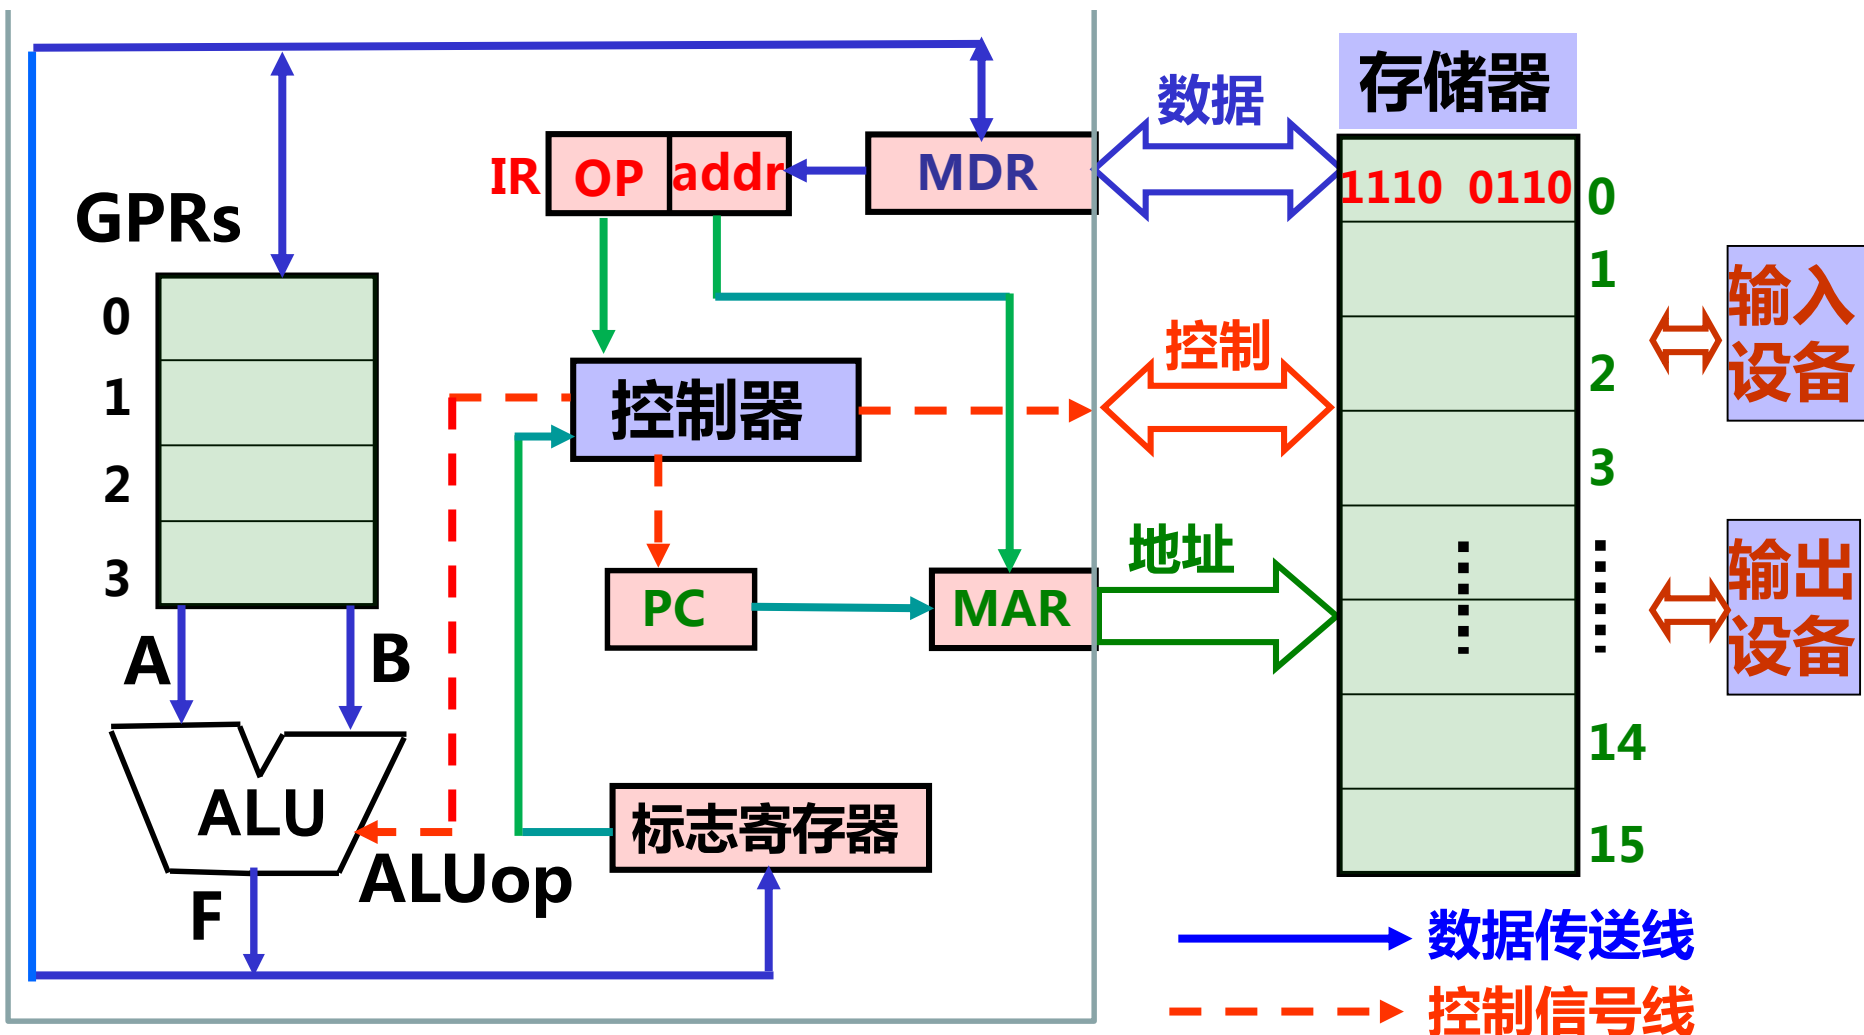 存储器
数据
IR
OP
addr
MDR
1110 0110
0
GPRs
1
输入
设备
0
控制
2
1
控制器
3
2
地址
输出
设备
3
PC
MAR
A
B
14
ALU
标志寄存器
15
ALUop
F
数据传送线
控制信号线